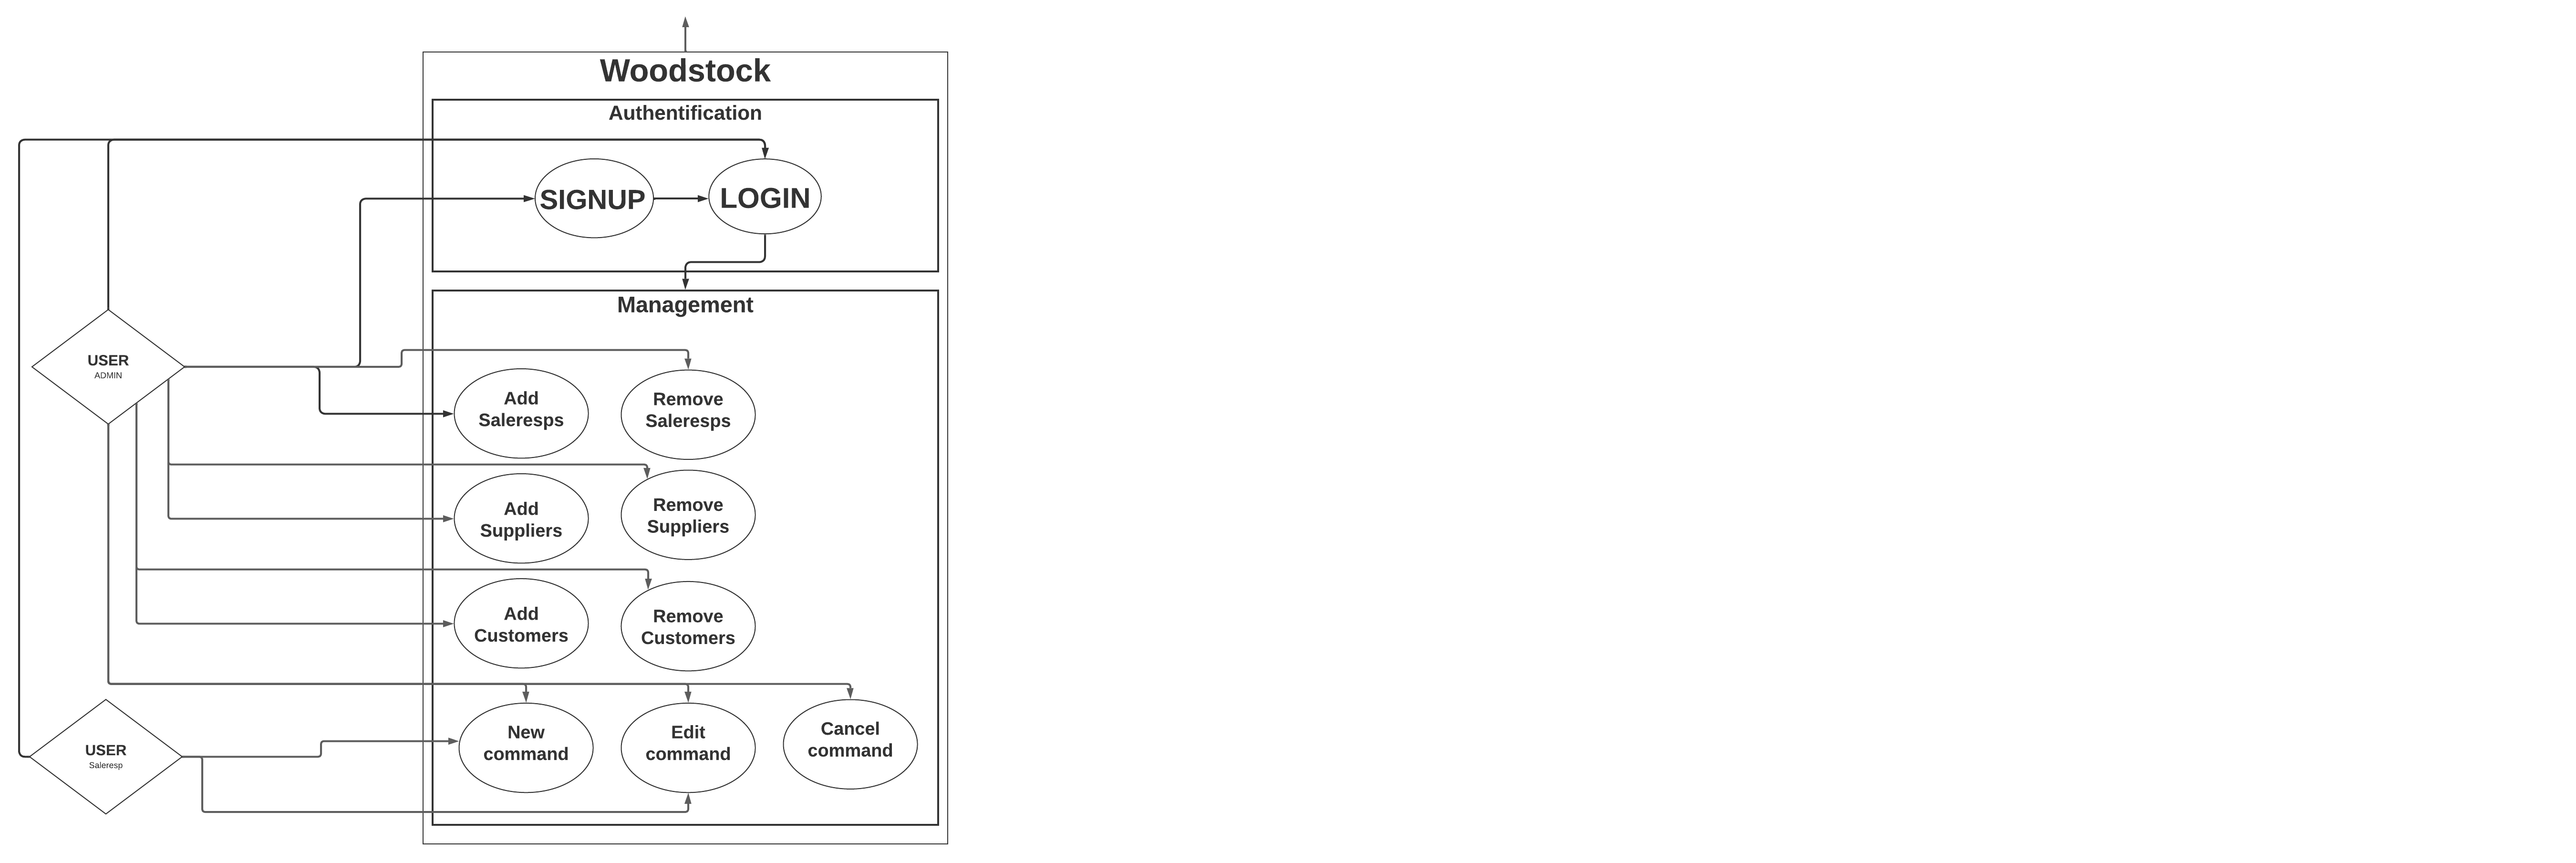 Woodstock
Authentification
SIGNUP
LOGIN
Management
USER
ADMIN
Add
Saleresps
Remove
Saleresps
Add
Suppliers
Remove
Suppliers
Add
Customers
Remove
Customers
USER
Saleresp
New
command
Edit
command
Cancel
command